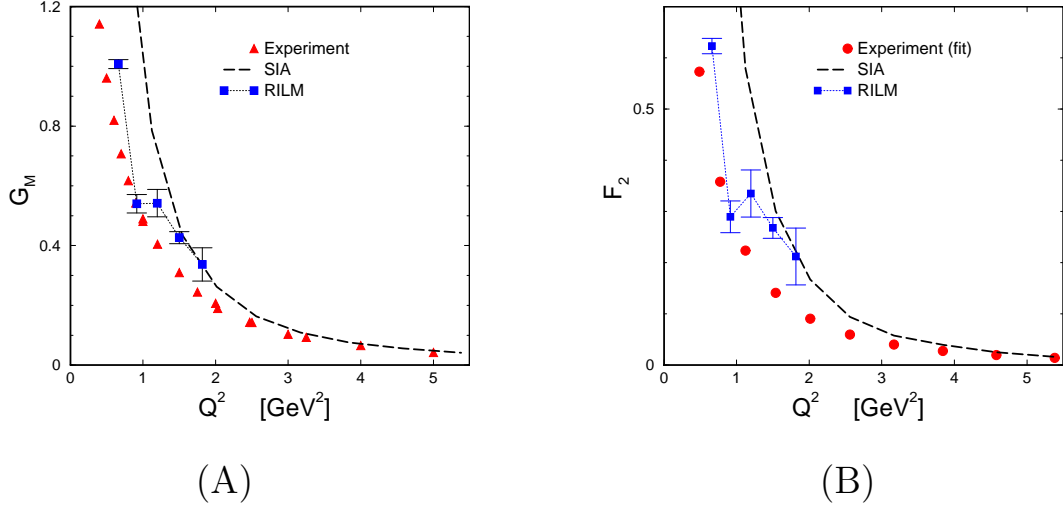 1.2
0.8
0.4
0
G_M
Experiment
SIA
RILM
0 1 2 3 4 5
Q^2 [GeV^2]
(A)
0.5
0
F_2
Experiment (fit)
SIA
RILM
0 1 2 3 4 5
Q^2 [GeV^2]
(B)